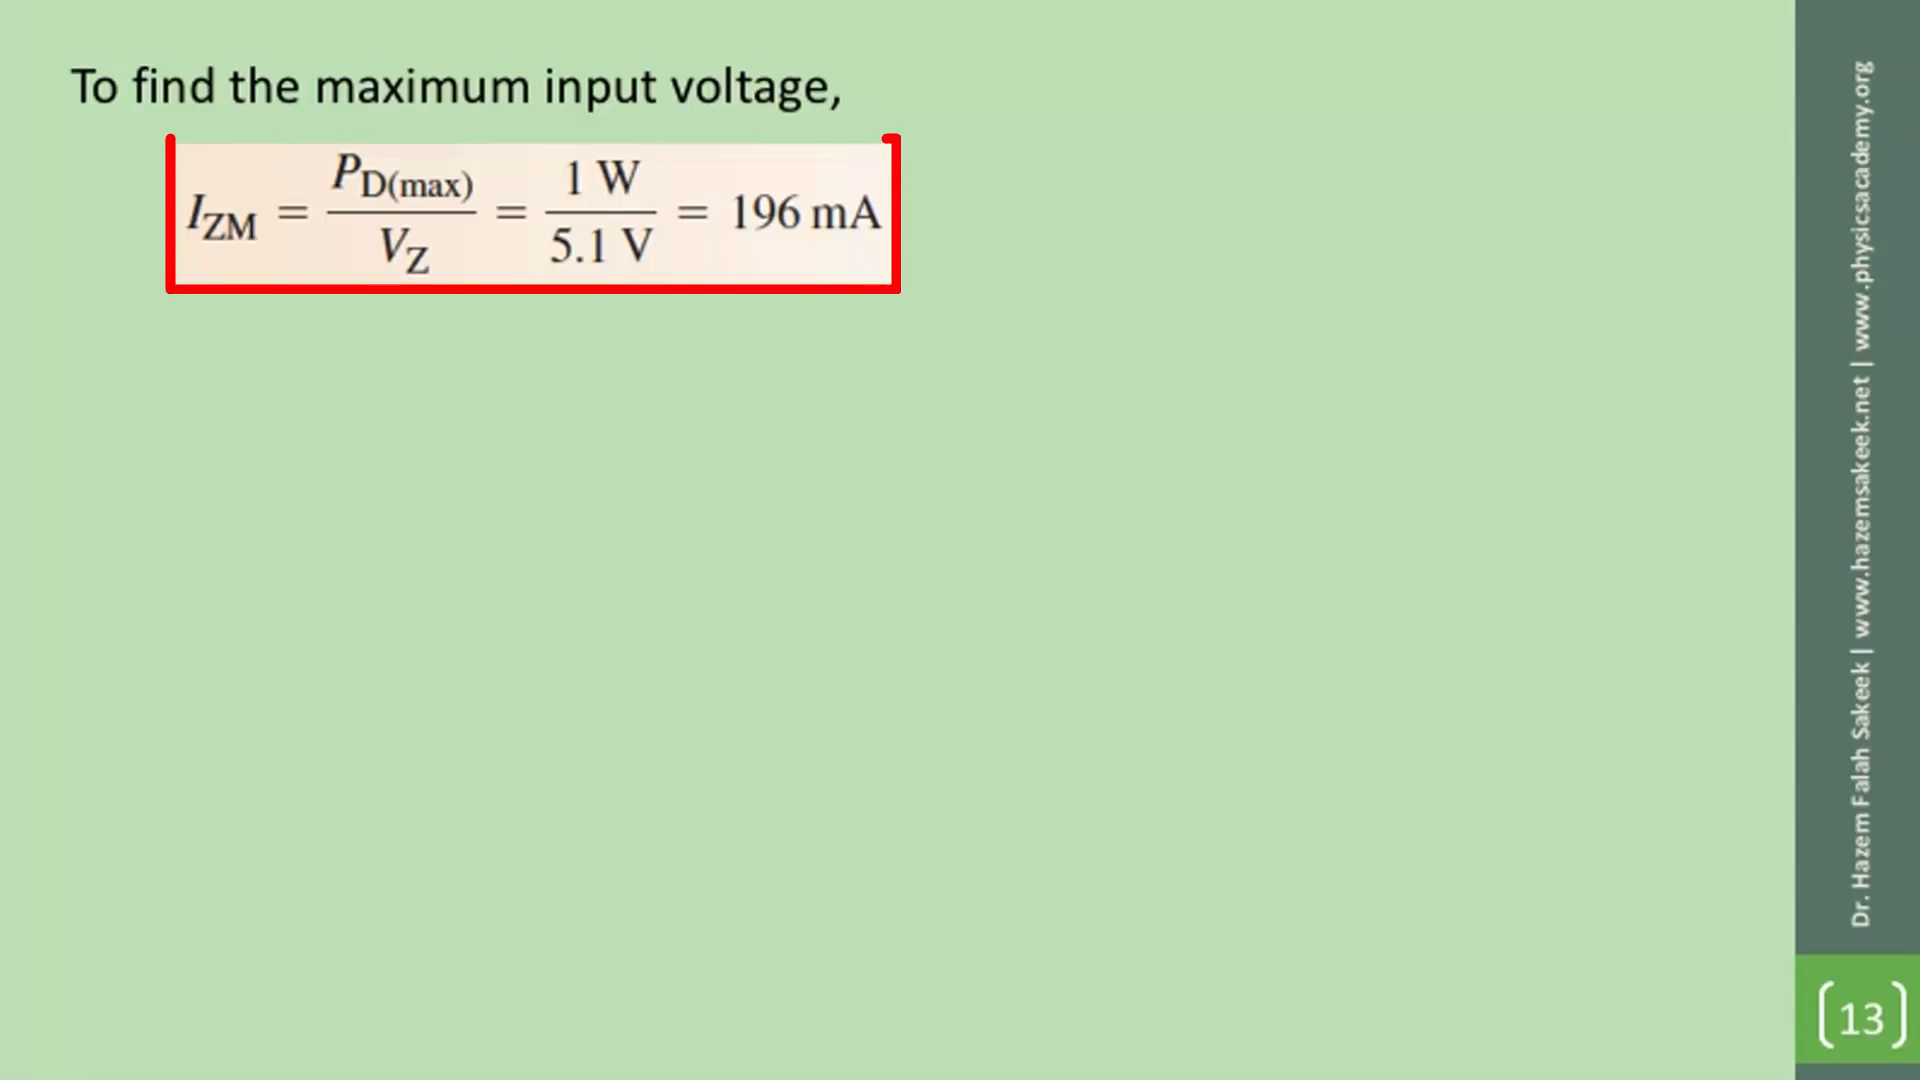 To find the maximum input voltage,
I_ZM = P_D(max) / V_Z = 1 W / 5.1 V = 196 mA
Dr. Hazem Falah Sakeek | www.hazemsakeek.net | www.physicsacademy.org
13